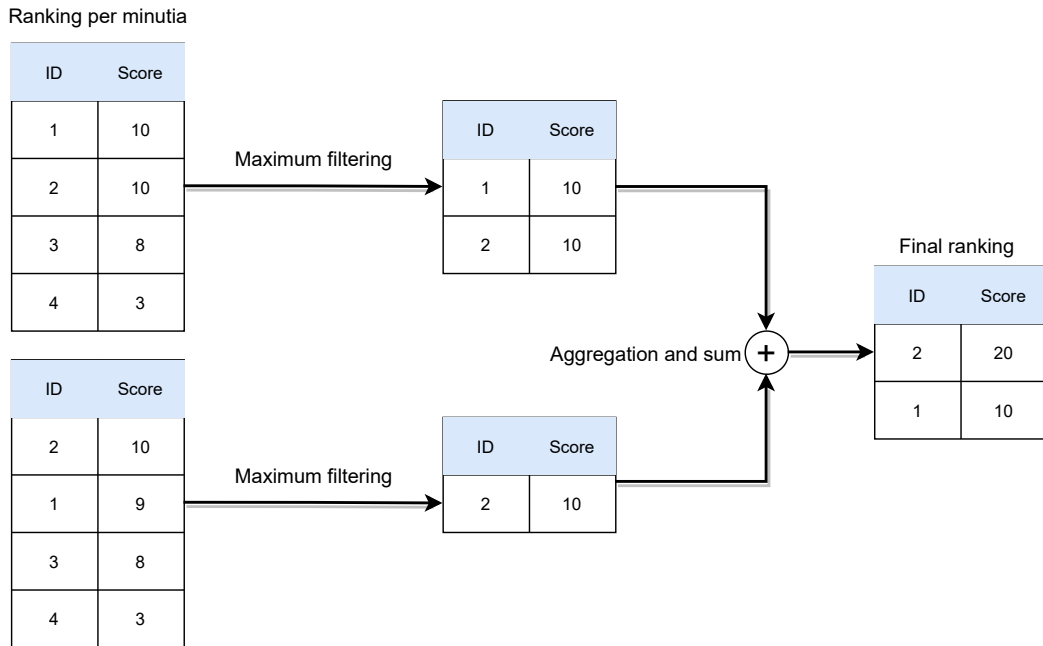 Ranking per minutia
ID Score
1 10
2 10
3 8
4 3
Maximum filtering
ID Score
1 10
2 10
ID Score
2 10
1 9
3 8
4 3
Maximum filtering
ID Score
2 10
Aggregation and sum
+
Final ranking
ID Score
2 20
1 10